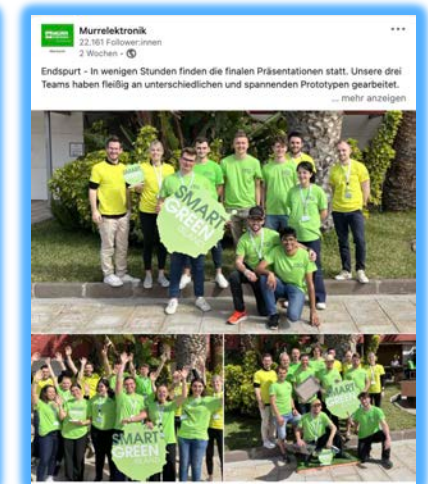 Murrelektronik
22.161 Follower:innen
2 Wochen •
Endspurt - In wenigen Stunden finden die finalen Präsentationen statt. Unsere drei
Teams haben fleißig an unterschiedlichen und spannenden Prototypen gearbeitet.
... mehr anzeigen
SMART
GREEN
ISLAND
SMART
GREEN
SMART
GREEN